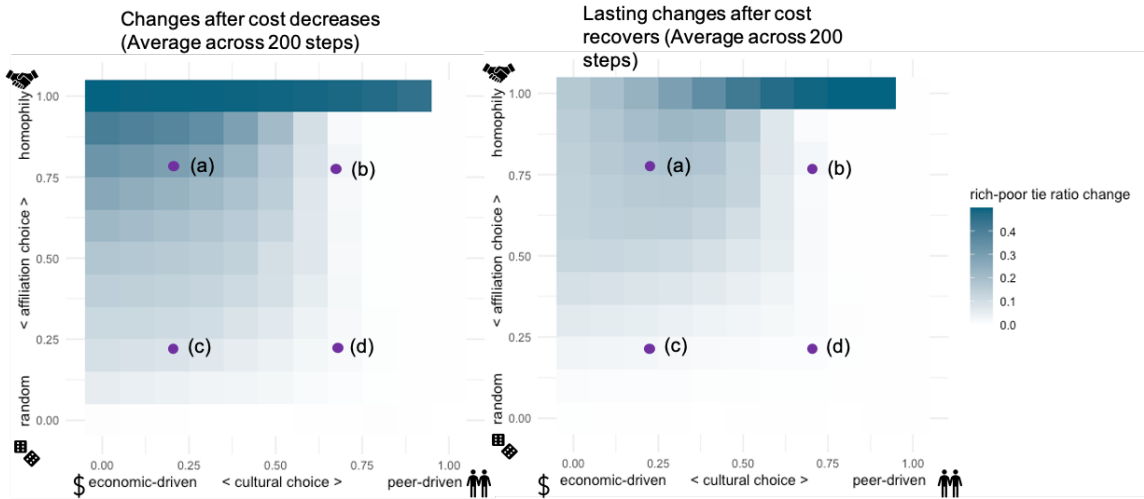 Changes after cost decreases
(Average across 200 steps)
Lasting changes after cost
recovers (Average across 200
steps)
< affiliation choice >
homophily
random
1.00
0.75
0.50
0.25
0.00
(a)
(b)
(c)
(d)
0.00
0.25
0.50
0.75
1.00
$ economic-driven < cultural choice > peer-driven
< affiliation choice >
homophily
random
1.00
0.75
0.50
0.25
0.00
(a)
(b)
(c)
(d)
0.00
0.25
0.50
0.75
1.00
$ economic-driven < cultural choice > peer-driven
rich-poor tie ratio change
0.4
0.3
0.2
0.1
0.0